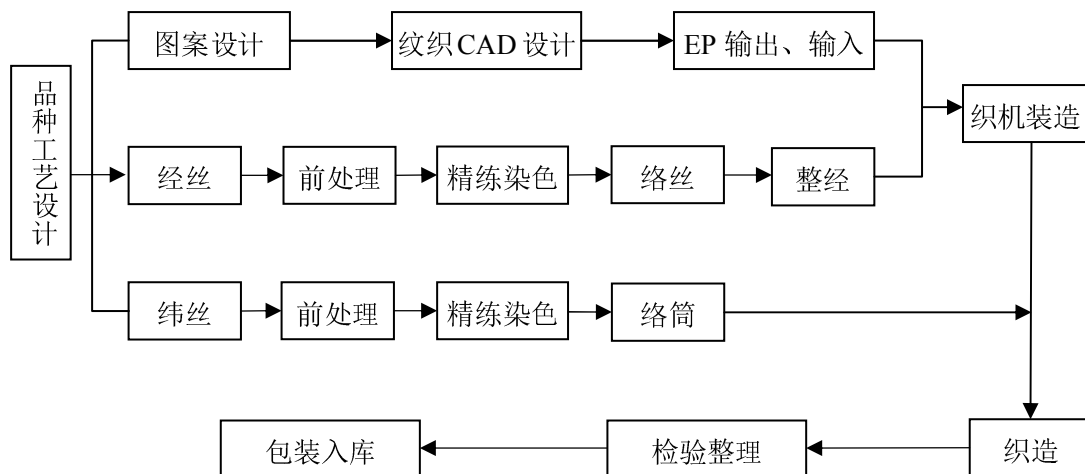 品种工艺设计
图案设计
纹织CAD 设计
EP 输出、输入
织机装造
经丝
前处理
精练染色
络丝
整经
纬丝
前处理
精练染色
络筒
包装入库
检验整理
织造